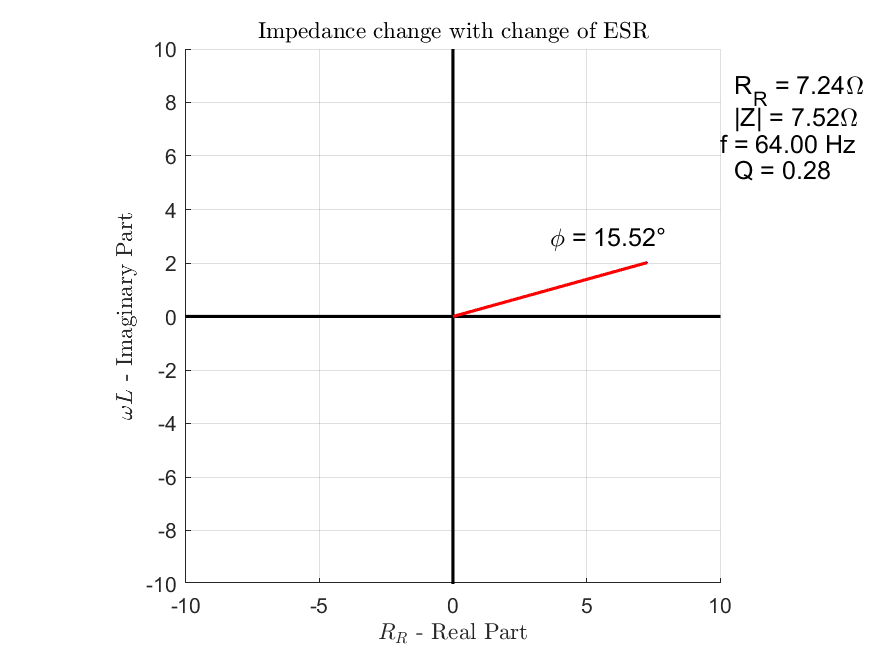 Impedance change with change of ESR
10
8
6
4
2
0
-2
-4
-6
-8
-10
ωL - Imaginary Part
-10 -5 0 5 10
R_R - Real Part
ϕ = 15.52°
R_R = 7.24Ω
|Z| = 7.52Ω
f = 64.00 Hz
Q = 0.28